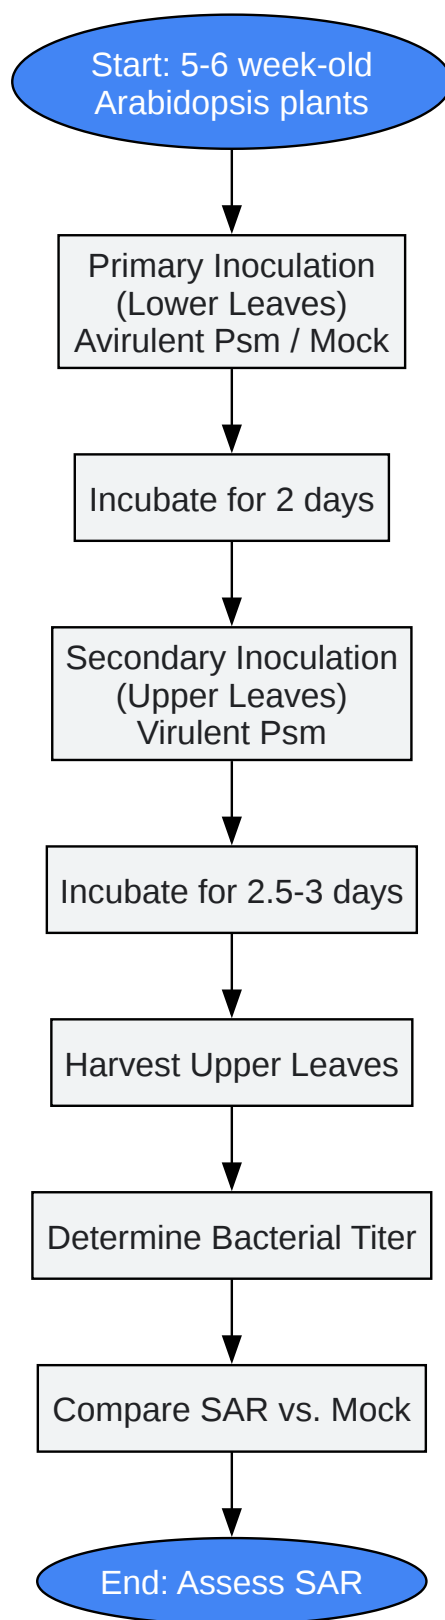 Start: 5-6 week-old
Arabidopsis plants
Primary Inoculation
(Lower Leaves)
Avirulent Psm / Mock
Incubate for 2 days
Secondary Inoculation
(Upper Leaves)
Virulent Psm
Incubate for 2.5-3 days
Harvest Upper Leaves
Determine Bacterial Titer
Compare SAR vs. Mock
End: Assess SAR